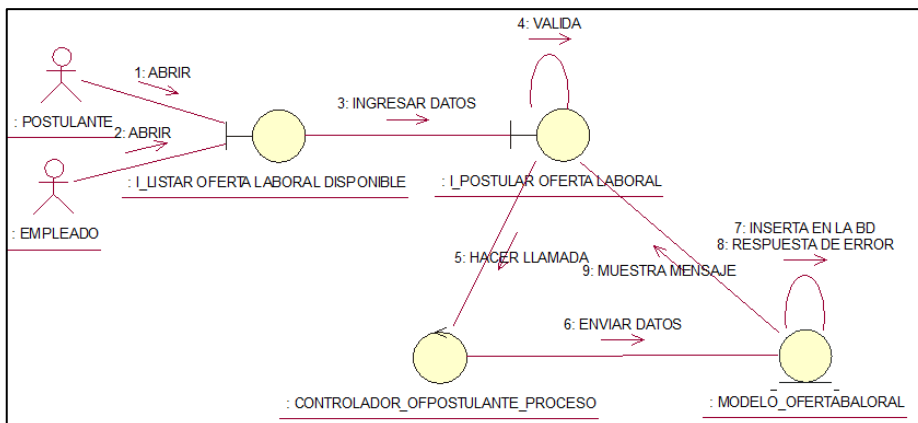 4: VALIDA
1: ABRIR
3: INGRESAR DATOS
: POSTULANTE
2: ABRIR
: I_LISTAR OFERTA LABORAL DISPONIBLE
: I_POSTULAR OFERTA LABORAL
: EMPLEADO
7: INSERTA EN LA BD
8: RESPUESTA DE ERROR
5: HACER LLAMADA
9: MUESTRA MENSAJE
6: ENVIAR DATOS
: CONTROLADOR_OFPOSTULANTE_PROCESO
: MODELO_OFERTABALORAL